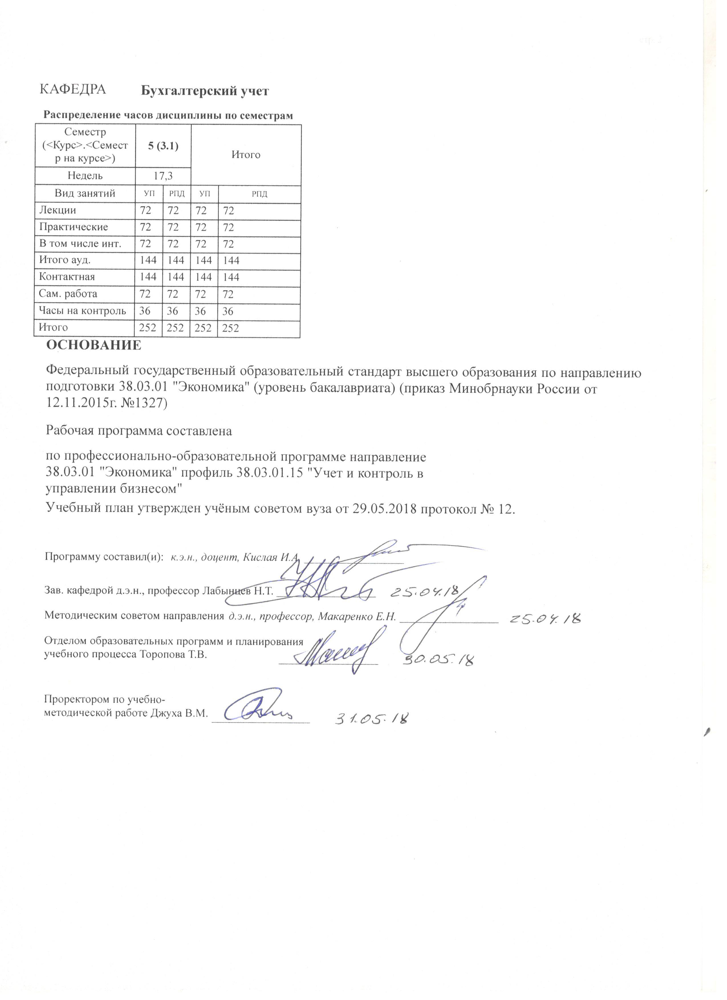 КАФЕДРА Бухгалтерский учет
Распределение часов дисциплины по семестрам
Семестр
(<Курс>.<Семест
р на курсе>) 5 (3.1) Итого
Недель 17,3
Вид занятий УП РПД УП РПД
Лекции 72 72 72 72
Практические 72 72 72 72
В том числе инт. 72 72 72 72
Итого ауд. 144 144 144 144
Контактная 144 144 144 144
Сам. работа 72 72 72 72
Часы на контроль 36 36 36 36
Итого 252 252 252 252
ОСНОВАНИЕ
Федеральный государственный образовательный стандарт высшего образования по направлению
подготовки 38.03.01 "Экономика" (уровень бакалавриата) (приказ Минобрнауки России от
12.11.2015г. №1327)
Рабочая программа составлена
по профессионально-образовательной программе направление
38.03.01 "Экономика" профиль 38.03.01.15 "Учет и контроль в
управлении бизнесом"
Учебный план утвержден учёным советом вуза от 29.05.2018 протокол № 12.
Программу составил(и): к.э.н., доцент, Кислая И.А.
Зав. кафедрой д.э.н., профессор Лабынцев Н.Т. 25.04.18
Методическим советом направления д.э.н., профессор, Макаренко Е.Н. 25.04.18
Отделом образовательных программ и планирования
учебного процесса Торопова Т.В. 30.05.18
Проректором по учебно-
методической работе Джуха В.М. 31.05.18